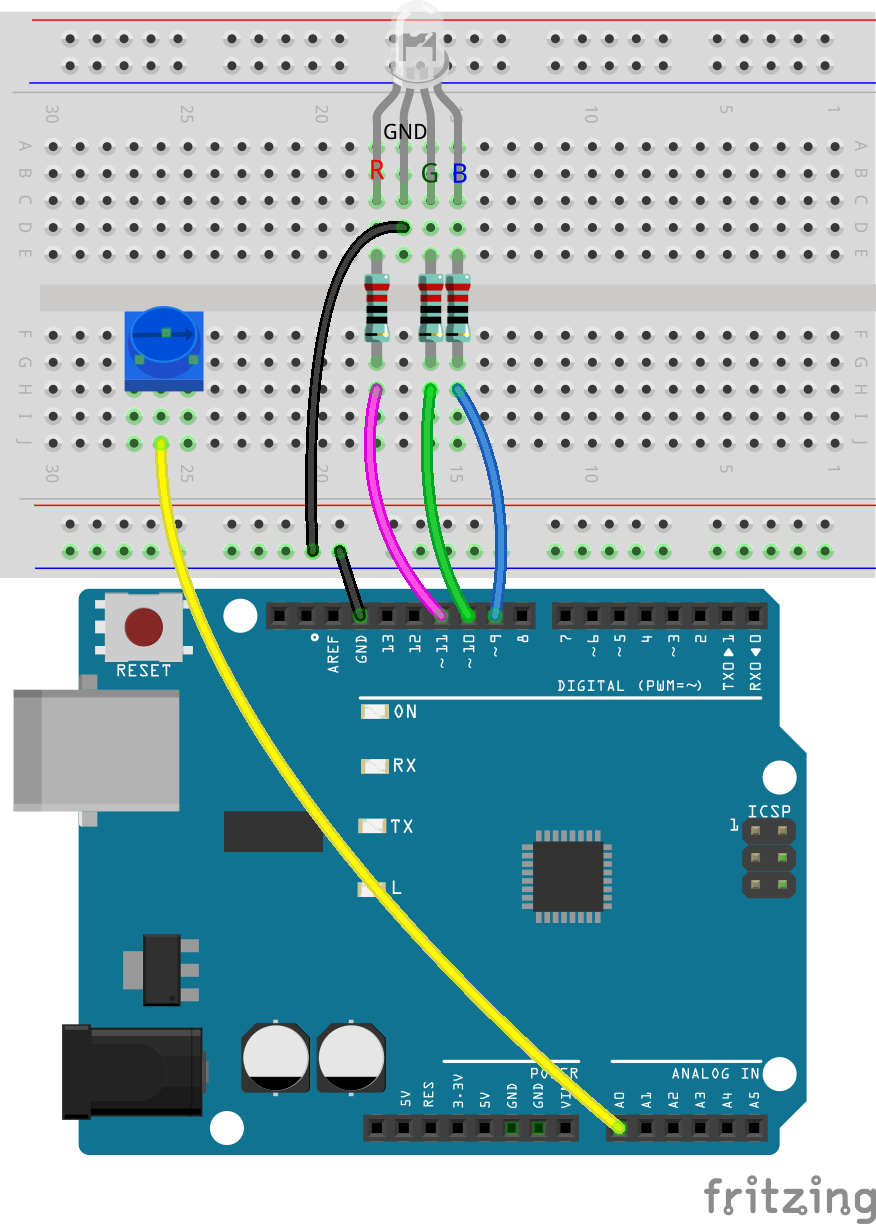 30 25 20 15 10 5 1
GND
A A
B R G B B
C C
D D
E E
F F
G G
H H
I I
J J
30 25 20 15 10 5 1
RESET
AREF GND 13 12 ~11 ~10 ~9 8 7 ~6 ~5 4 ~3 2 TX0▶1 RX0◀0
DIGITAL (PWM=~)
ON
RX
ICSP
1
TX
L
POWER ANALOG IN
5V RES 3.3V 5V GND GND VIN A0 A1 A2 A3 A4 A5
fritzing